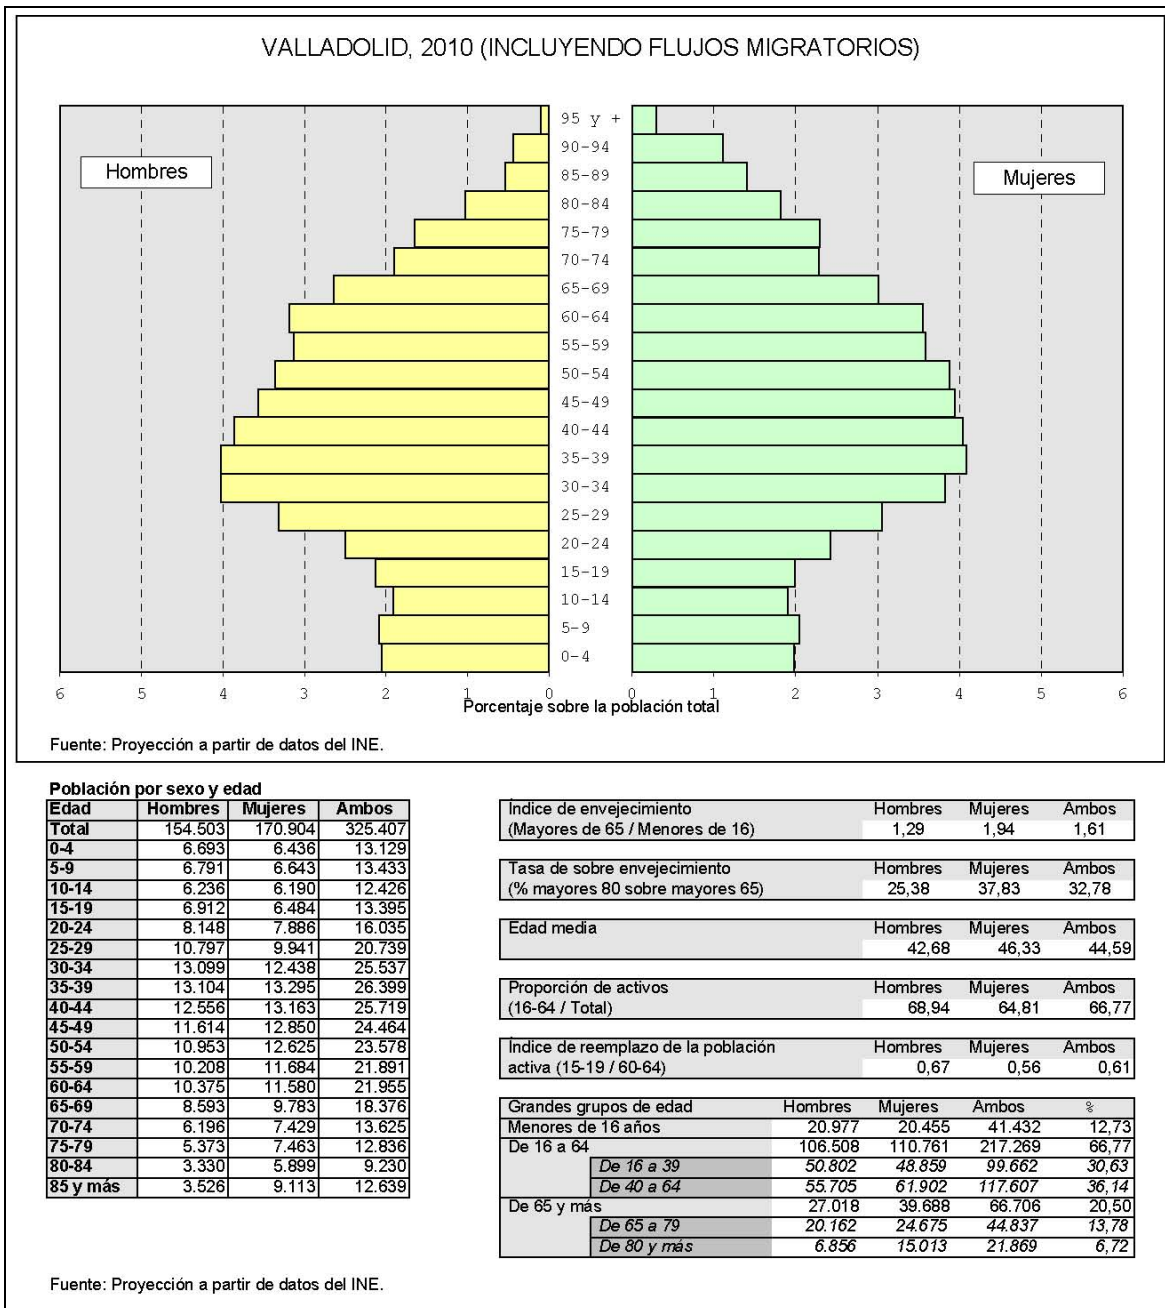 VALLADOLID, 2010 (INCLUYENDO FLUJOS MIGRATORIOS)
Hombres
Mujeres
95 y +
90-94
85-89
80-84
75-79
70-74
65-69
60-64
55-59
50-54
45-49
40-44
35-39
30-34
25-29
20-24
15-19
10-14
5-9
0-4
6 5 4 3 2 1 0 0 1 2 3 4 5 6
Porcentaje sobre la población total
Fuente: Proyección a partir de datos del INE.
Población por sexo y edad
Edad Hombres Mujeres Ambos
Total 154.503 170.904 325.407
0-4 6.693 6.436 13.129
5-9 6.791 6.643 13.433
10-14 6.236 6.190 12.426
15-19 6.912 6.484 13.395
20-24 8.148 7.886 16.035
25-29 10.797 9.941 20.739
30-34 13.099 12.438 25.537
35-39 13.104 13.295 26.399
40-44 12.556 13.163 25.719
45-49 11.614 12.850 24.464
50-54 10.953 12.625 23.578
55-59 10.208 11.684 21.891
60-64 10.375 11.580 21.955
65-69 8.593 9.783 18.376
70-74 6.196 7.429 13.625
75-79 5.373 7.463 12.836
80-84 3.330 5.899 9.230
85 y más 3.526 9.113 12.639
Índice de envejecimiento Hombres Mujeres Ambos
(Mayores de 65 / Menores de 16) 1,29 1,94 1,61
Tasa de sobre envejecimiento Hombres Mujeres Ambos
(% mayores 80 sobre mayores 65) 25,38 37,83 32,78
Edad media Hombres Mujeres Ambos
42,68 46,33 44,59
Proporción de activos Hombres Mujeres Ambos
(16-64 / Total) 68,94 64,81 66,77
Índice de reemplazo de la población Hombres Mujeres Ambos
activa (15-19 / 60-64) 0,67 0,56 0,61
Grandes grupos de edad Hombres Mujeres Ambos %
Menores de 16 años 20.977 20.455 41.432 12,73
De 16 a 64 106.508 110.761 217.269 66,77
De 16 a 39 50.802 48.859 99.662 30,63
De 40 a 64 55.705 61.902 117.607 36,14
De 65 y más 27.018 39.688 66.706 20,50
De 65 a 79 20.162 24.675 44.837 13,78
De 80 y más 6.856 15.013 21.869 6,72
Fuente: Proyección a partir de datos del INE.